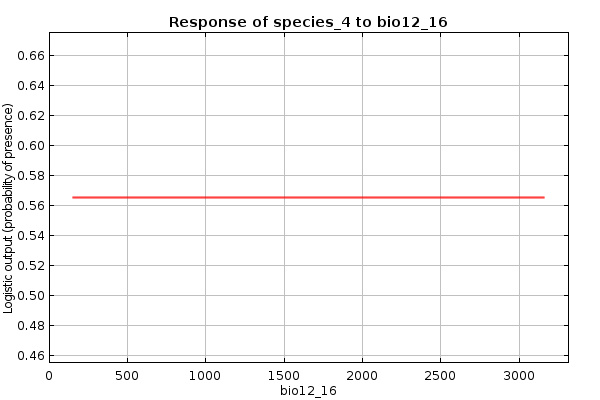 Response of species_4 to bio12_16
Logistic output (probability of presence)
0.66
0.64
0.62
0.60
0.58
0.56
0.54
0.52
0.50
0.48
0.46
0 500 1000 1500 2000 2500 3000
bio12_16